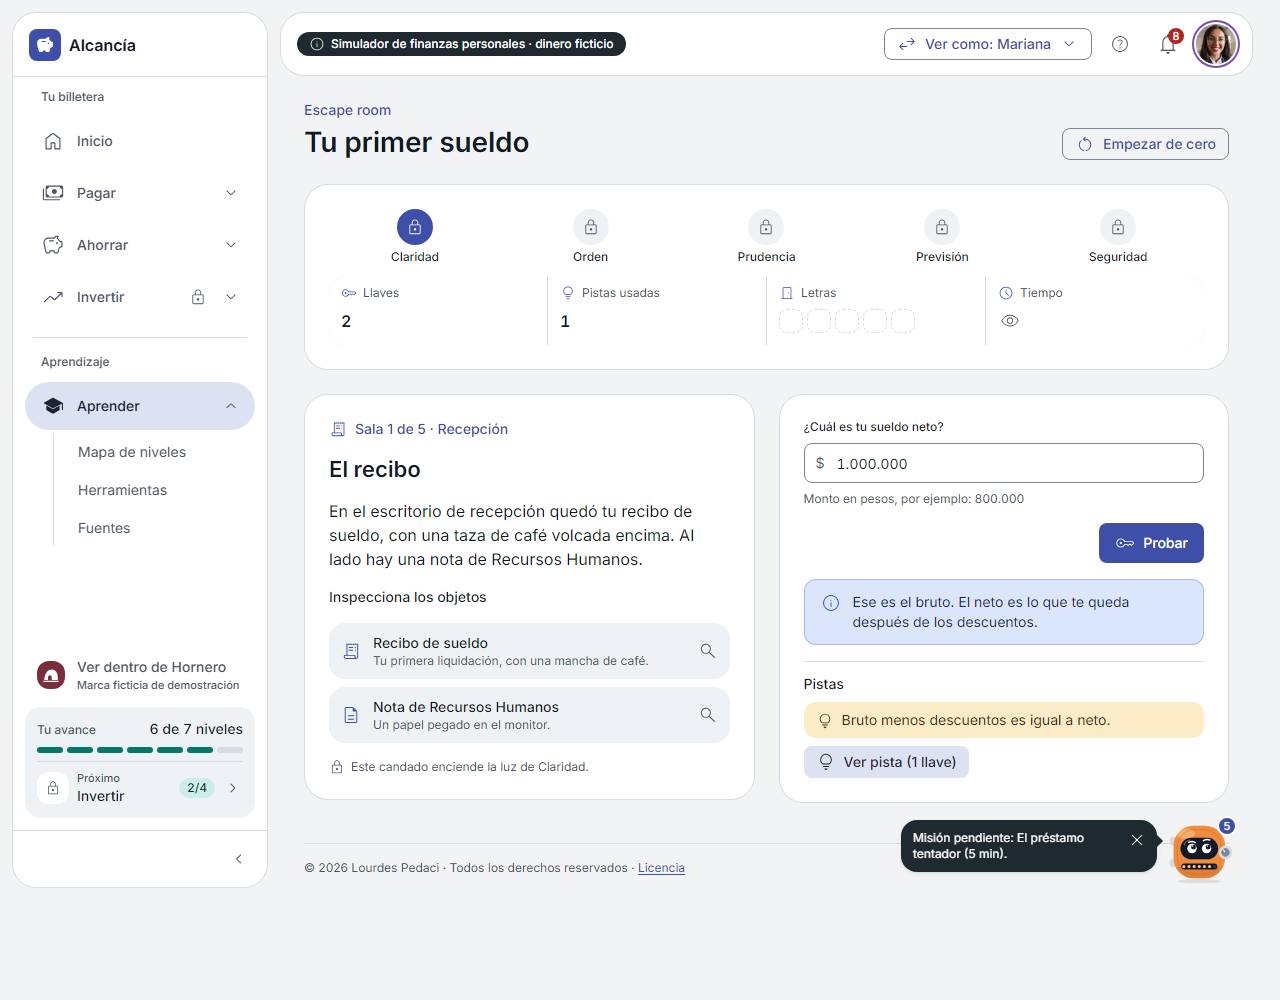 Alcancía
Tu billetera
Inicio
Pagar
Ahorrar
Invertir
Aprendizaje
Aprender
Mapa de niveles
Herramientas
Fuentes
Ver dentro de Hornero
Marca ficticia de demostración
Tu avance
6 de 7 niveles
Próximo
Invertir
2/4
Simulador de finanzas personales · dinero ficticio
Ver como: Mariana
8
Escape room
Tu primer sueldo
Empezar de cero
Claridad
Orden
Prudencia
Previsión
Seguridad
Llaves
2
Pistas usadas
1
Letras
Tiempo
Sala 1 de 5 · Recepción
El recibo
En el escritorio de recepción quedó tu recibo de
sueldo, con una taza de café volcada encima. Al
lado hay una nota de Recursos Humanos.
Inspecciona los objetos
Recibo de sueldo
Tu primera liquidación, con una mancha de café.
Nota de Recursos Humanos
Un papel pegado en el monitor.
Este candado enciende la luz de Claridad.
¿Cuál es tu sueldo neto?
$ 1.000.000
Monto en pesos, por ejemplo: 800.000
Probar
Ese es el bruto. El neto es lo que te queda
después de los descuentos.
Pistas
Bruto menos descuentos es igual a neto.
Ver pista (1 llave)
Misión pendiente: El préstamo
tentador (5 min).
5
© 2026 Lourdes Pedaci · Todos los derechos reservados · Licencia